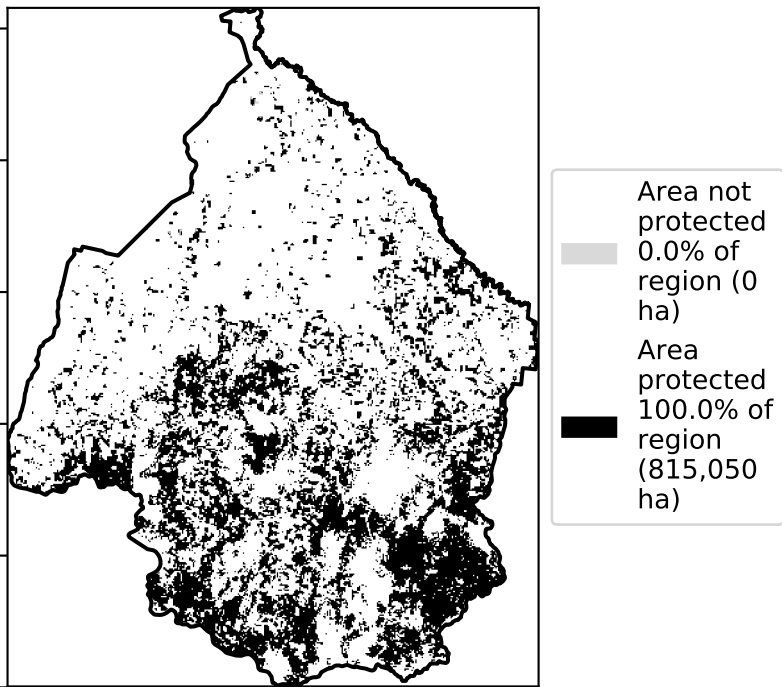 Area not
protected
0.0% of
region (0
ha)
Area
protected
100.0% of
region
(815,050
ha)